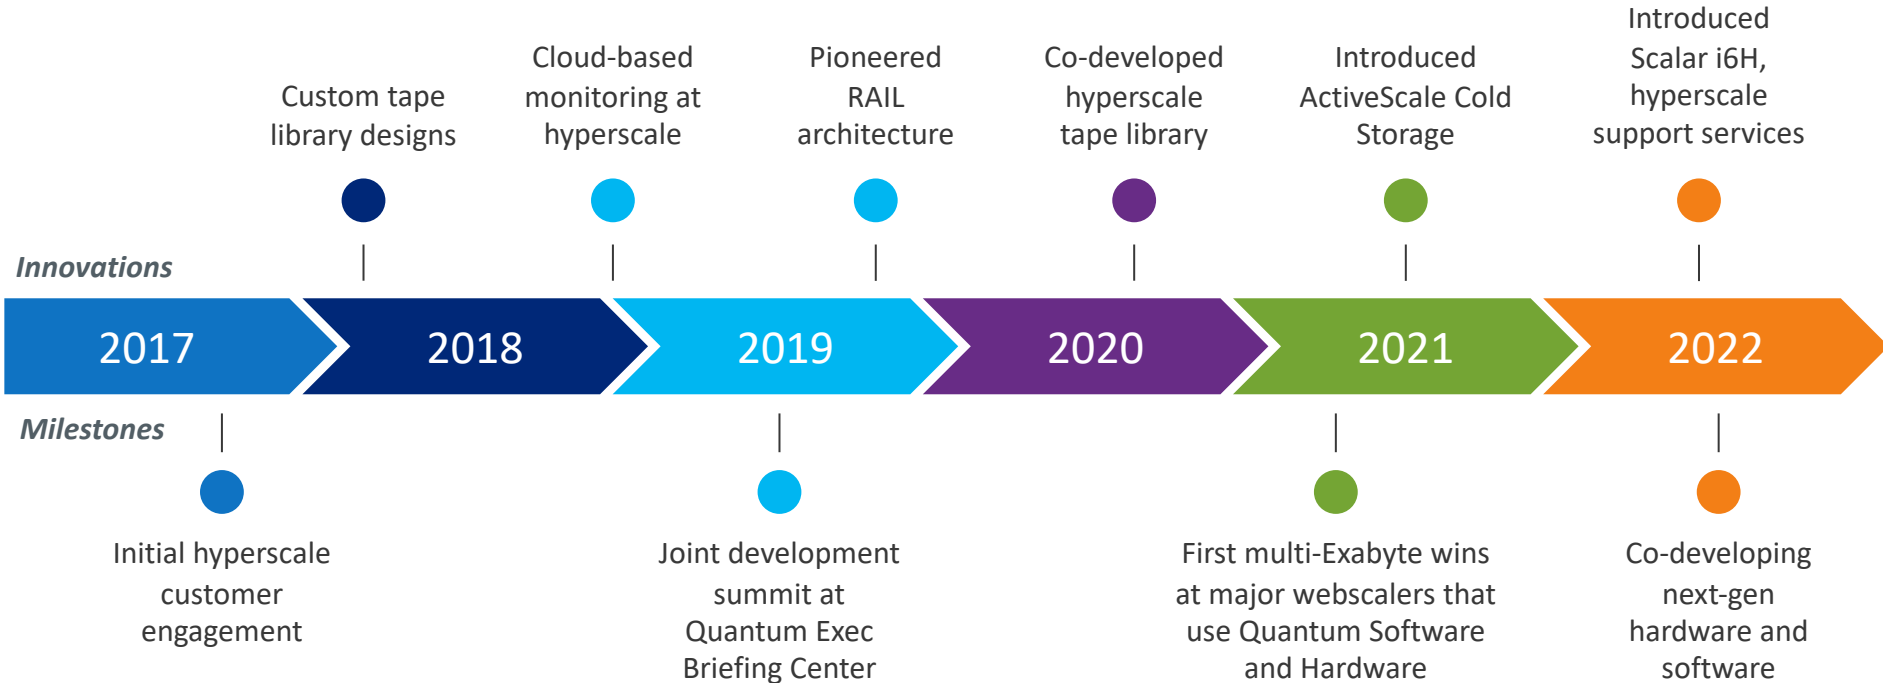 Custom tape
library designs
Cloud-based
monitoring at
hyperscale
Pioneered
RAIL
architecture
Co-developed
hyperscale
tape library
Introduced
ActiveScale Cold
Storage
Introduced
Scalar i6H,
hyperscale
support services
Innovations
2017
2018
2019
2020
2021
2022
Milestones
Initial hyperscale
customer
engagement
Joint development
summit at
Quantum Exec
Briefing Center
First multi-Exabyte wins
at major webscalers that
use Quantum Software
and Hardware
Co-developing
next-gen
hardware and
software